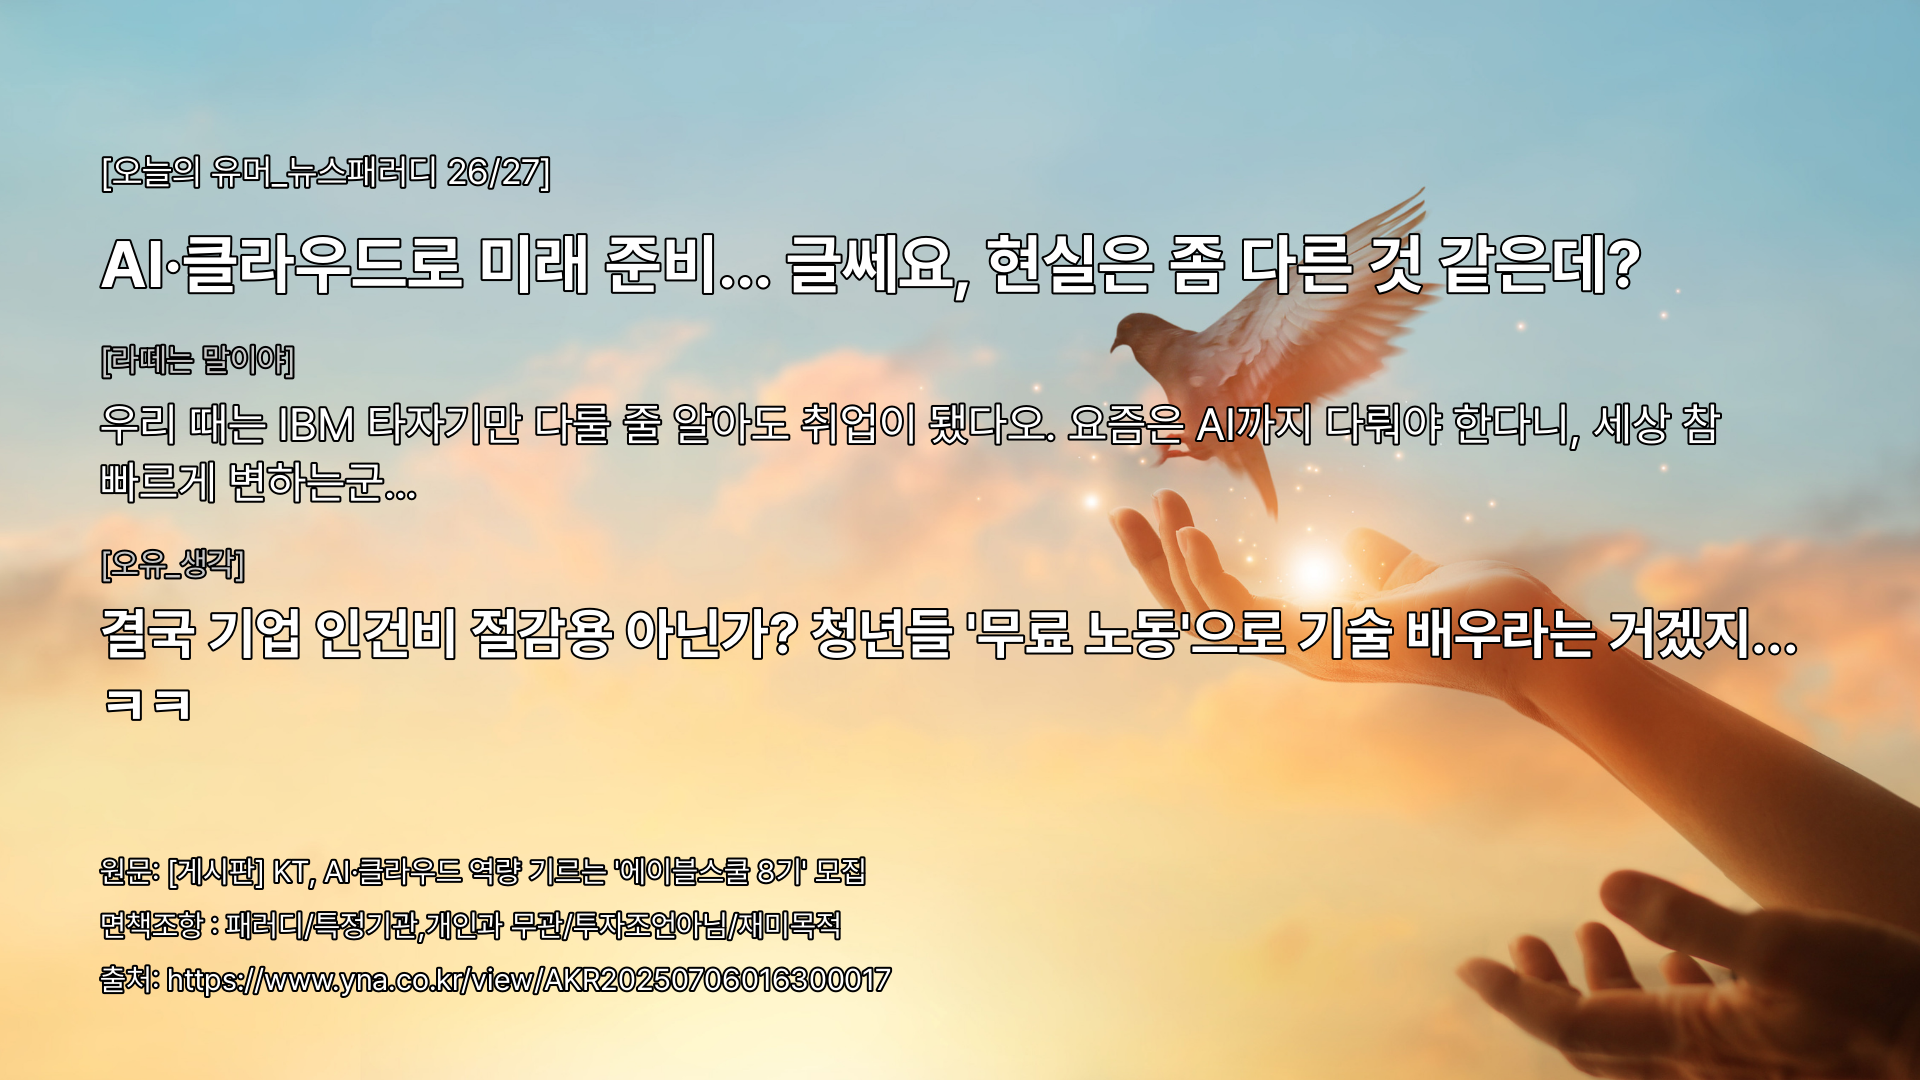 [오늘의 유머_뉴스패러디 26/27]
AI·클라우드로 미래 준비... 글쎄요, 현실은 좀 다른 것 같은데?
[라떼는 말이야]
우리 때는 IBM 타자기만 다룰 줄 알아도 취업이 됐다오. 요즘은 AI까지 다뤄야 한다니, 세상 참
빠르게 변하는군...
[오유_생각]
결국 기업 인건비 절감용 아닌가? 청년들 '무료 노동'으로 기술 배우라는 거겠지...
ㅋㅋ
원문: [게시판] KT, AI·클라우드 역량 기르는 '에이블스쿨 8기' 모집
면책조항 : 패러디/특정기관,개인과 무관/투자조언아님/재미목적
출처: https://www.yna.co.kr/view/AKR20250706016300017